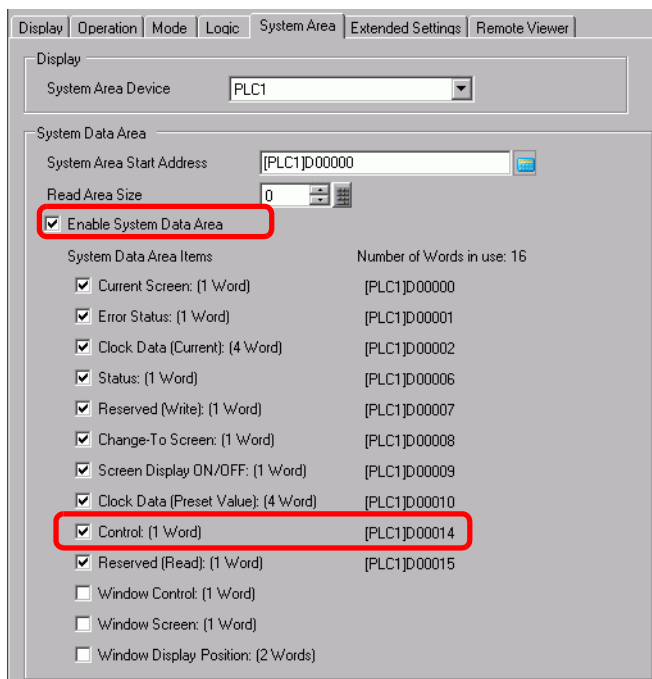 Display Operation Mode Logic System Area Extended Settings Remote Viewer
Display
System Area Device PLC1
System Data Area
System Area Start Address [PLC1]D00000
Read Area Size 0
Enable System Data Area
System Data Area Items Number of Words in use: 16
Current Screen: (1 Word) [PLC1]D00000
Error Status: (1 Word) [PLC1]D00001
Clock Data (Current): (4 Word) [PLC1]D00002
Status: (1 Word) [PLC1]D00006
Reserved (Write): (1 Word) [PLC1]D00007
Change-To Screen: (1 Word) [PLC1]D00008
Screen Display ON/OFF: (1 Word) [PLC1]D00009
Clock Data (Preset Value): (4 Word) [PLC1]D00010
Control: (1 Word) [PLC1]D00014
Reserved (Read): (1 Word) [PLC1]D00015
Window Control: (1 Word)
Window Screen: (1 Word)
Window Display Position: (2 Words)